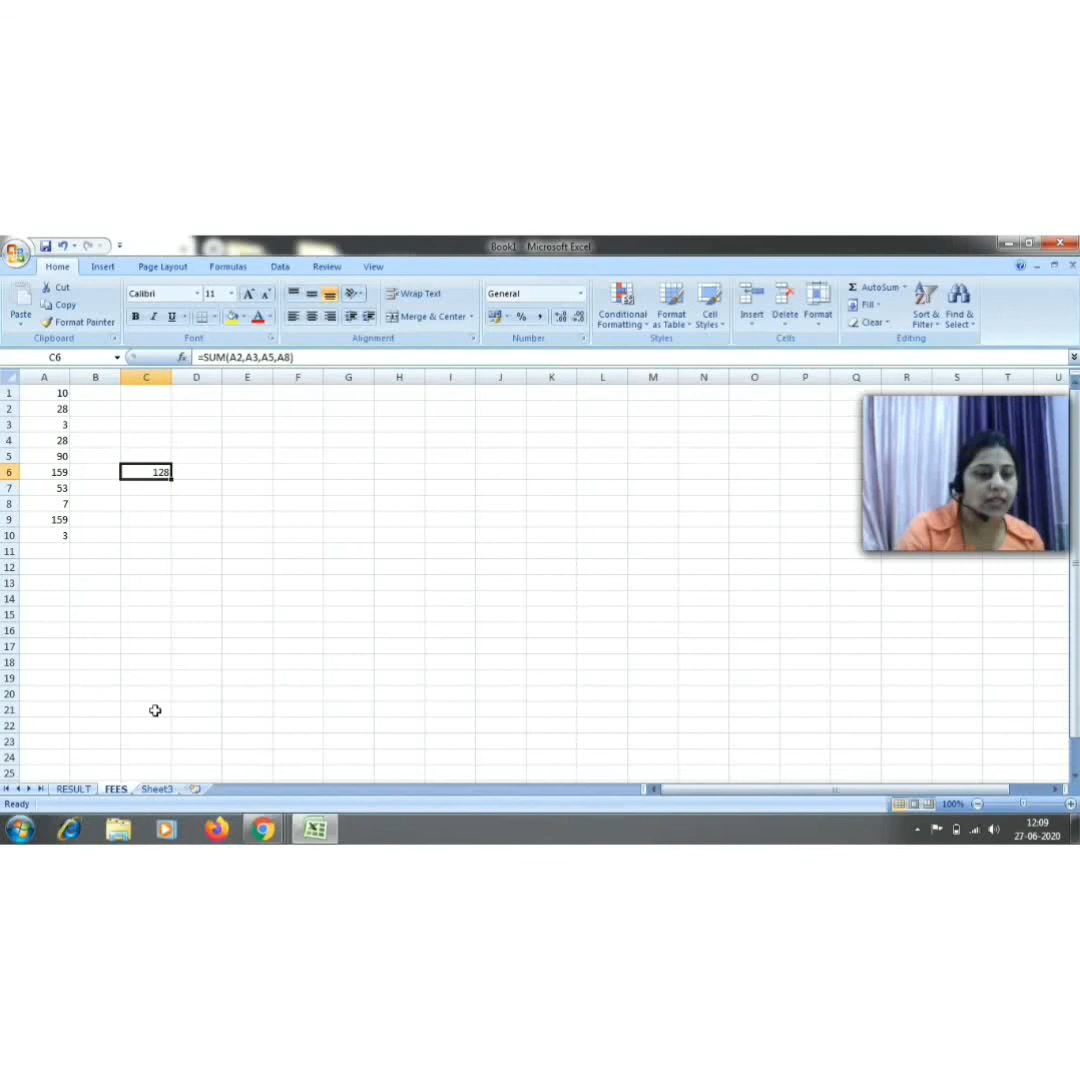 Book1 - Microsoft Excel
Home Insert Page Layout Formulas Data Review View
Paste
Cut
Copy
Format Painter
Clipboard
Calibri 11
B I U
Font
Wrap Text
Merge & Center
Alignment
General
% ,
Number
Conditional Formatting
Format as Table
Cell Styles
Styles
Insert Delete Format
Cells
Σ AutoSum
Fill
Clear
Sort & Filter
Find & Select
Editing
C6 fx =SUM(A2,A3,A5,A8)
A B C D E F G H I J K L M N O P Q R S T U
1 10
2 28
3 3
4 28
5 90
6 159 128
7 53
8 7
9 159
10 3
11
12
13
14
15
16
17
18
19
20
21
22
23
24
25
RESULT FEES Sheet3
Ready 100%
12:09
27-06-2020